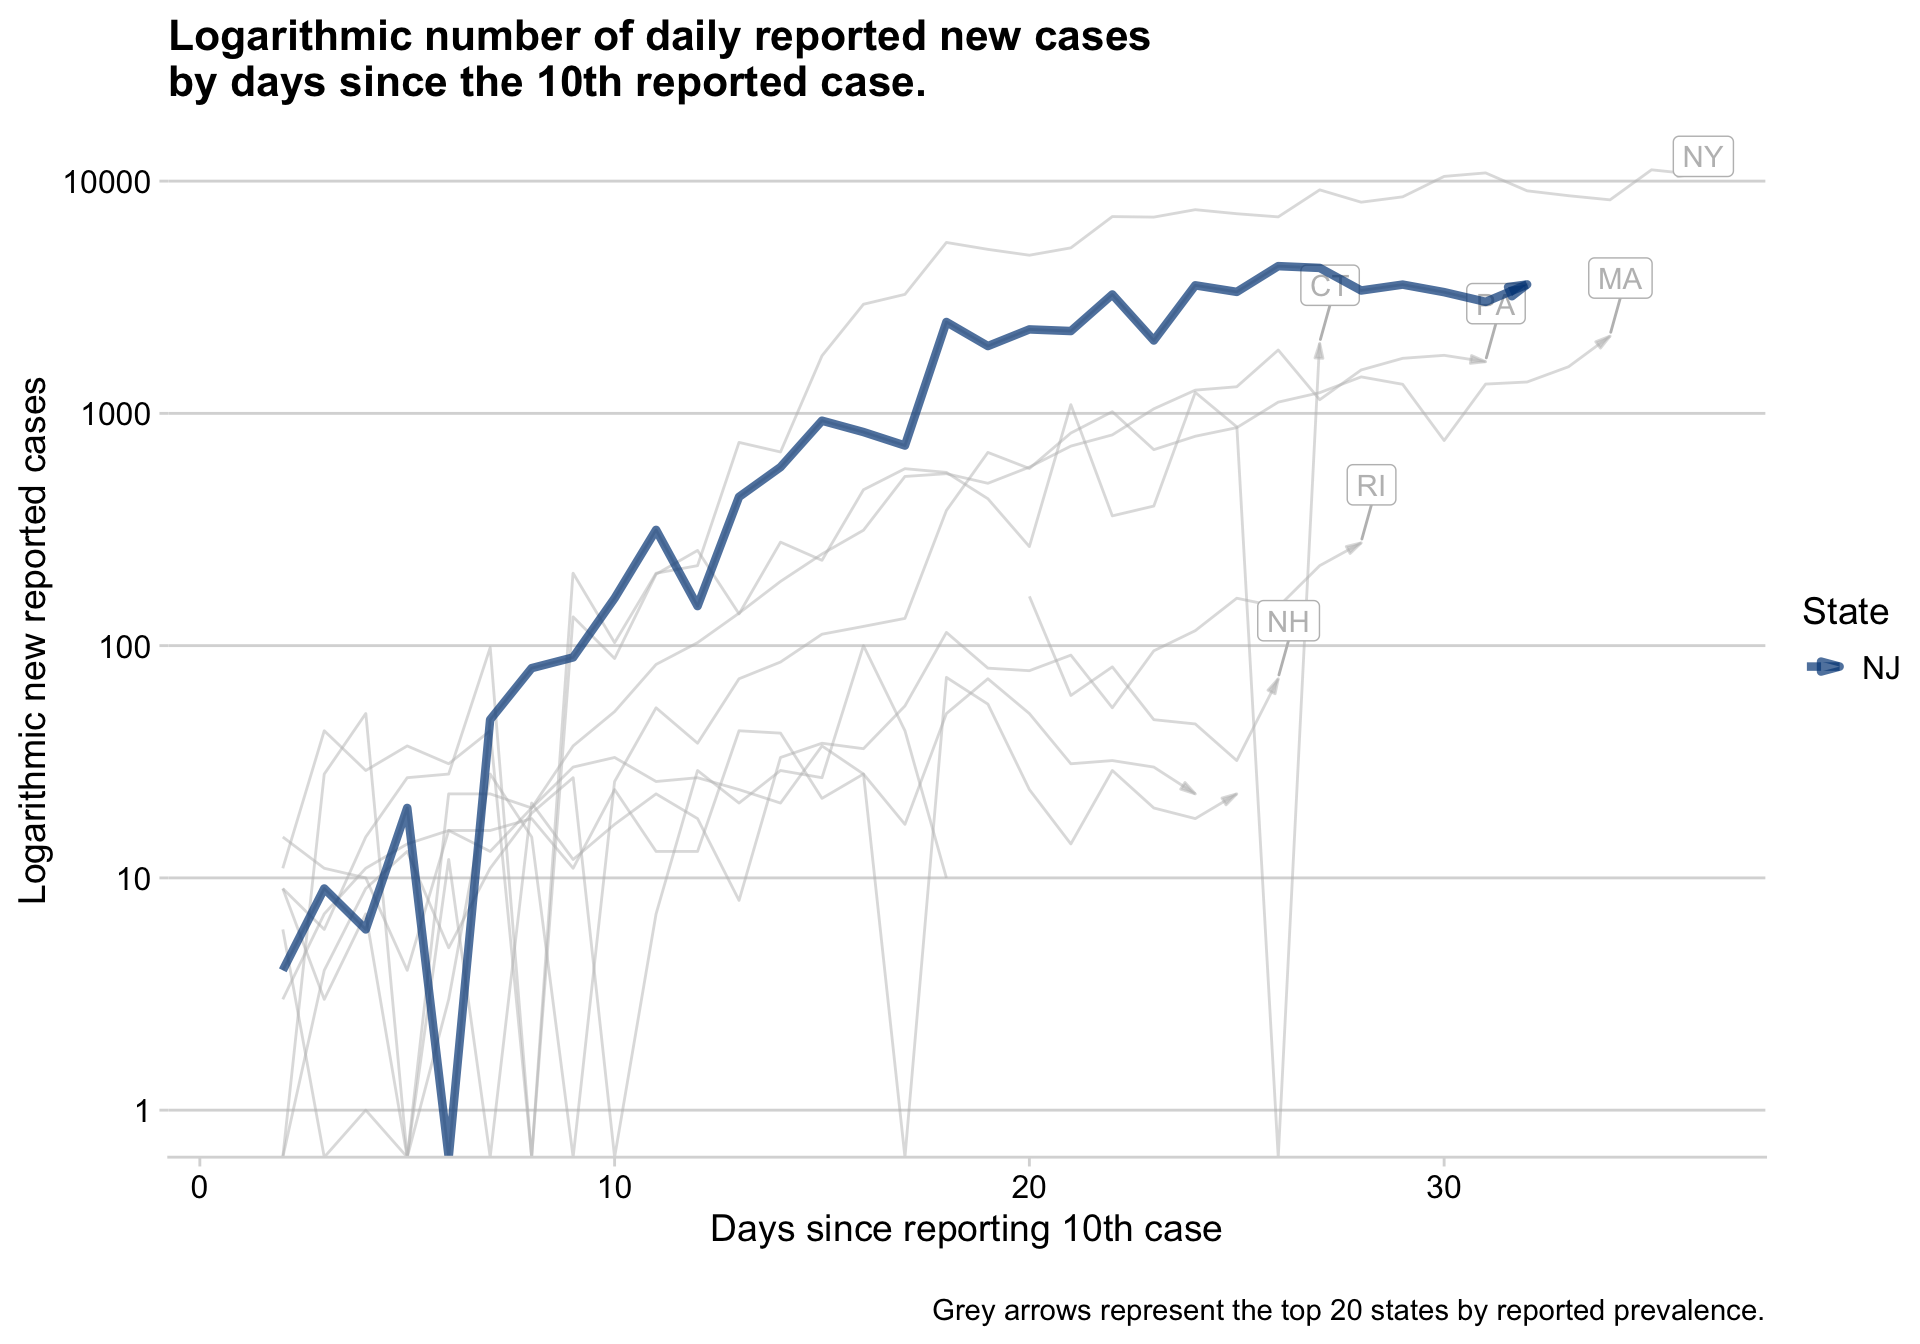 Logarithmic number of daily reported new cases
by days since the 10th reported case.
NY
10000
MA
CT
PA
1000
RI
NH
100
10
1
Logarithmic new reported cases
State
NJ
0 10 20 30
Days since reporting 10th case
Grey arrows represent the top 20 states by reported prevalence.